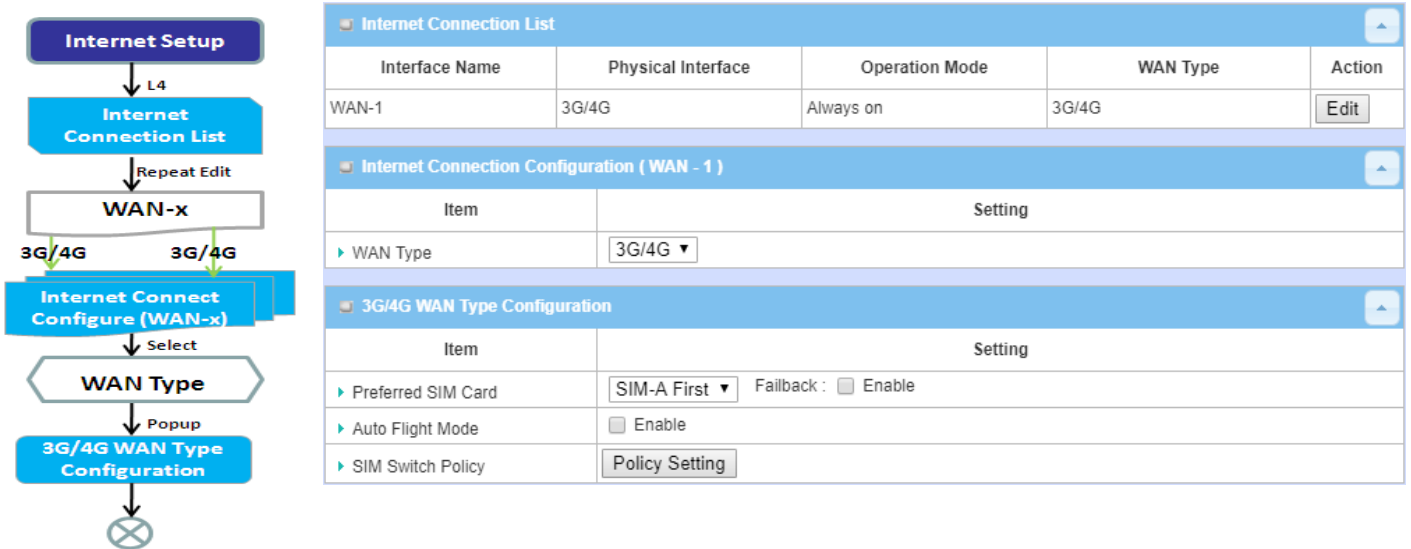 Internet Setup
L4
Internet
Connection List
Repeat Edit
WAN-x
3G/4G 3G/4G
Internet Connect
Configure (WAN-x)
Select
WAN Type
Popup
3G/4G WAN Type
Configuration
Internet Connection List
Interface Name Physical Interface Operation Mode WAN Type Action
WAN-1 3G/4G Always on 3G/4G Edit
Internet Connection Configuration ( WAN - 1 )
Item Setting
WAN Type 3G/4G
3G/4G WAN Type Configuration
Item Setting
Preferred SIM Card SIM-A First Failback : Enable
Auto Flight Mode Enable
SIM Switch Policy Policy Setting